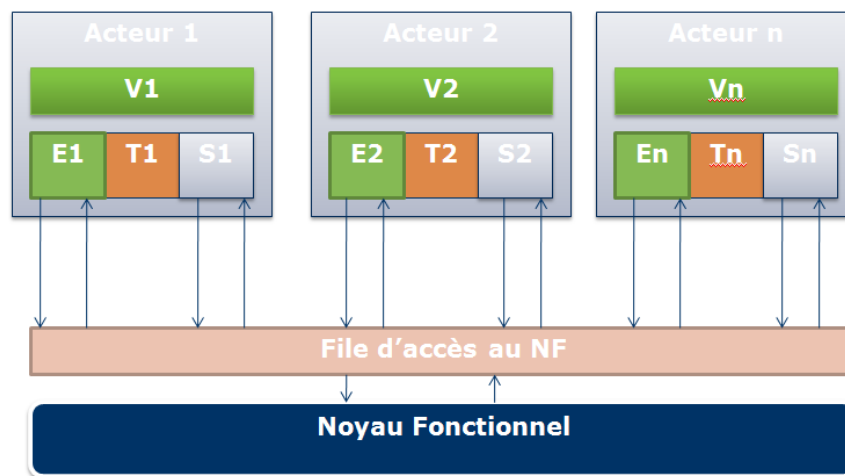 Acteur 1
Acteur 2
Acteur n
V1
V2
Vn
E1 T1 S1
E2 T2 S2
En Tn Sn
File d'accès au NF
Noyau Fonctionnel